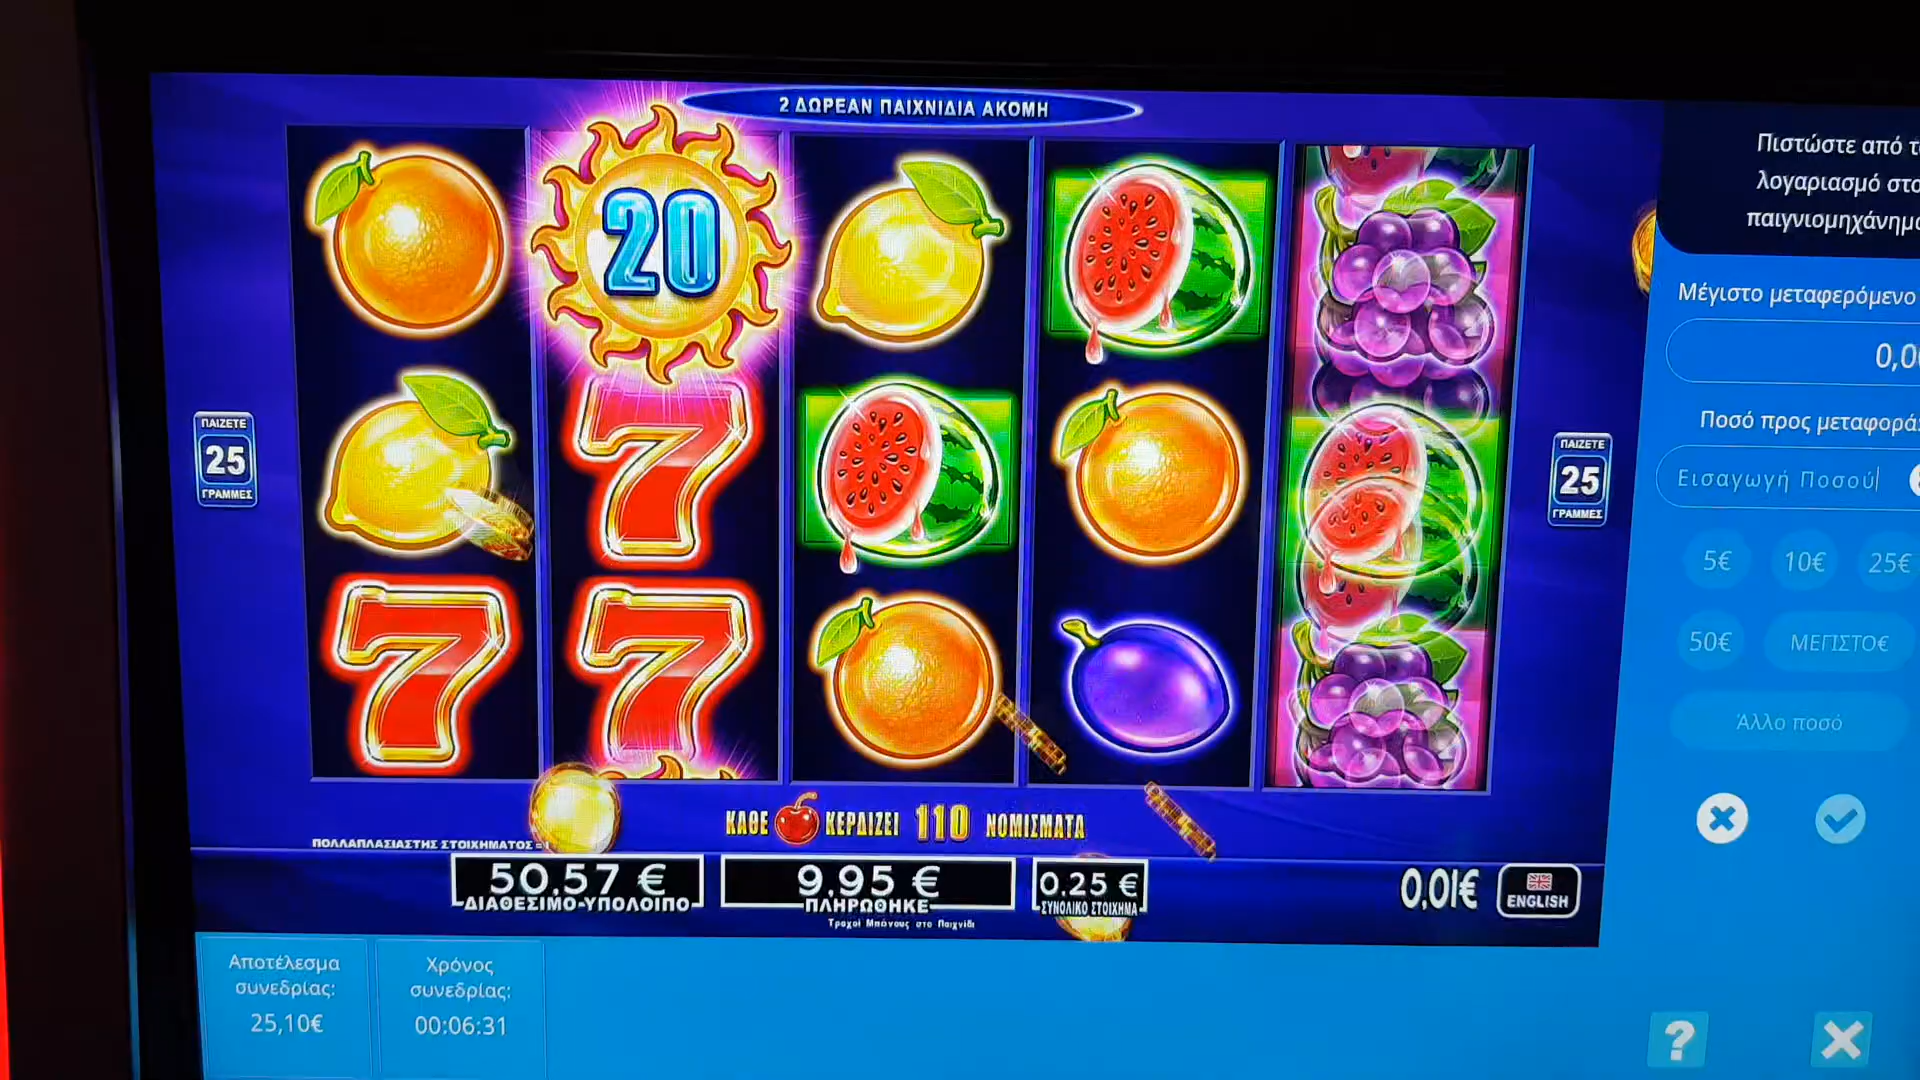 2 ΔΩΡΕΑΝ ΠΑΙΧΝΙΔΙΑ ΑΚΟΜΗ
20
ΠΑΙΖΕΤΕ
25
ΓΡΑΜΜΕΣ
ΠΑΙΖΕΤΕ
25
ΓΡΑΜΜΕΣ
ΚΑΘΕ ΚΕΡΔΙΖΕΙ 110 ΝΟΜΙΣΜΑΤΑ
ΠΟΛΛΑΠΛΑΣΙΑΣΤΗΣ ΣΤΟΙΧΗΜΑΤΟΣ =
50.57 €
ΔΙΑΘΕΣΙΜΟ-ΥΠΟΛΟΙΠΟ
9.95 €
ΠΛΗΡΩΘΗΚΕ
Τροχοί Μπόνους στο Παιχνίδι
0.25 €
ΣΥΝΟΛΙΚΟ ΣΤΟΙΧΗΜΑ
0,01€
ENGLISH
Πιστώστε από
λογαριασμό
Μέγιστο μεταφερόμενο
0,0
Ποσό προς μεταφορά:
Εισαγωγή Ποσού
5€ 10€ 25€
50€ ΜΕΓΙΣΤΟ€
Άλλο ποσό
Αποτέλεσμα
συνεδρίας:
25,10€
Χρόνος
συνεδρίας:
00:06:31
?